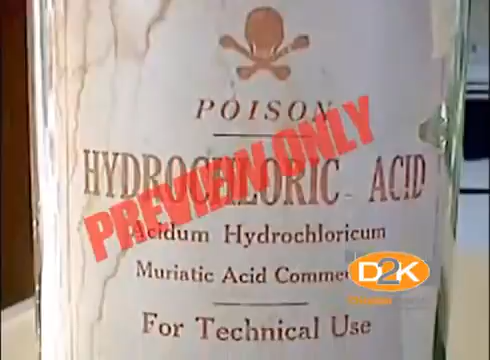 POISON
HYDROCHLORIC ACID
PREVIEW ONLY
Acidum Hydrochloricum
Muriatic Acid
D2K
For Technical Use